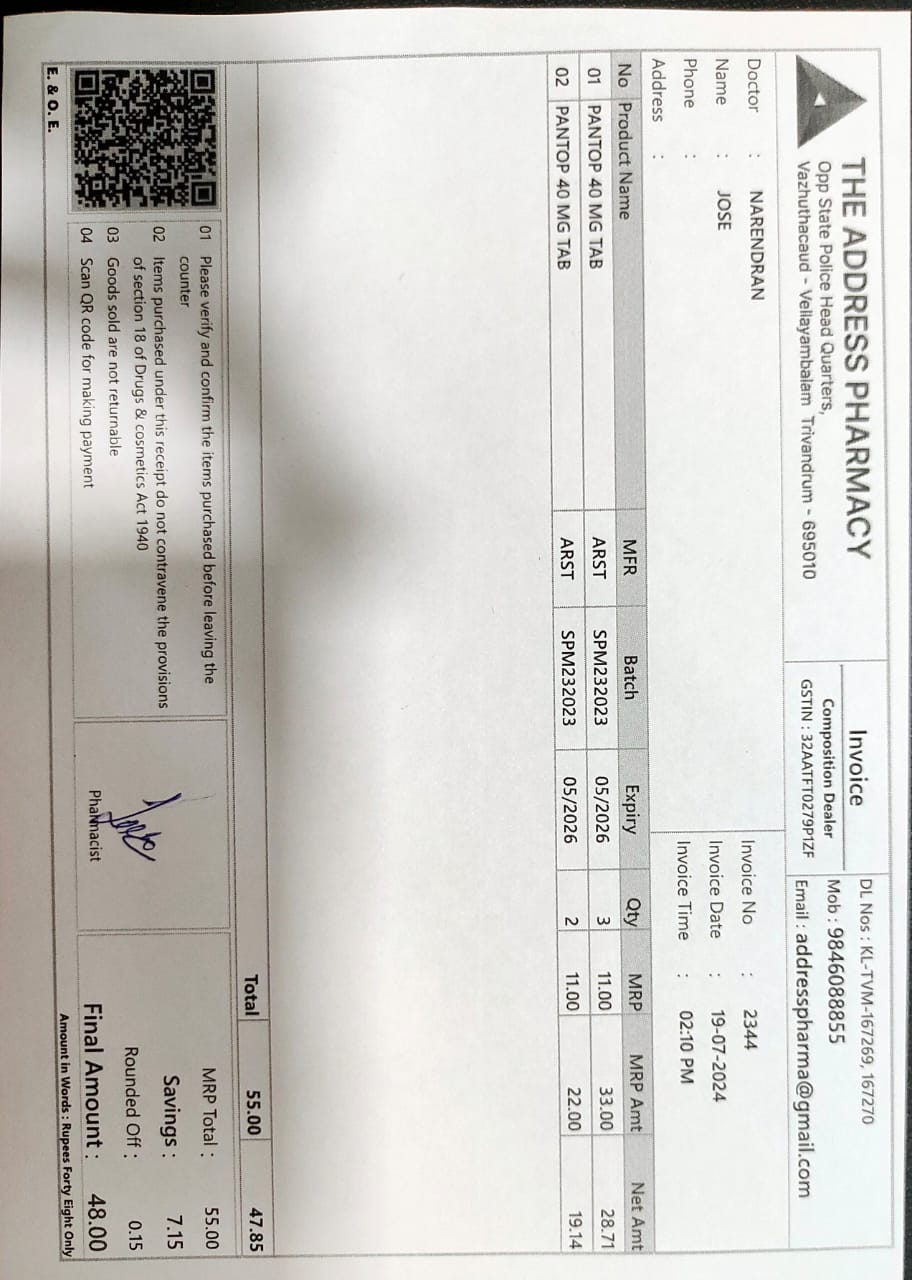 THE ADDRESS PHARMACY
Opp State Police Head Quarters,
Vazhuthacaud - Vellayambalam Trivandrum - 695010
Invoice
Composition Dealer
GSTIN : 32AATFT0279P1ZF
DL Nos : KL-TVM-167269, 167270
Mob : 9846088855
Email : addresspharma@gmail.com
Doctor : NARENDRAN
Name : JOSE
Phone :
Address :
Invoice No : 2344
Invoice Date : 19-07-2024
Invoice Time : 02:10 PM
No Product Name MFR Batch Expiry Qty MRP MRP Amt Net Amt
01 PANTOP 40 MG TAB ARST SPM232023 05/2026 3 11.00 33.00 28.71
02 PANTOP 40 MG TAB ARST SPM232023 05/2026 2 11.00 22.00 19.14
Total 55.00 47.85
01 Please verify and confirm the items purchased before leaving the
counter
02 Items purchased under this receipt do not contravene the provisions
of section 18 of Drugs & cosmetics Act 1940
03 Goods sold are not returnable
04 Scan QR code for making payment
E. & O. E.
Pharmacist
MRP Total : 55.00
Savings : 7.15
Rounded Off : 0.15
Final Amount : 48.00
Amount in Words : Rupees Forty Eight Only